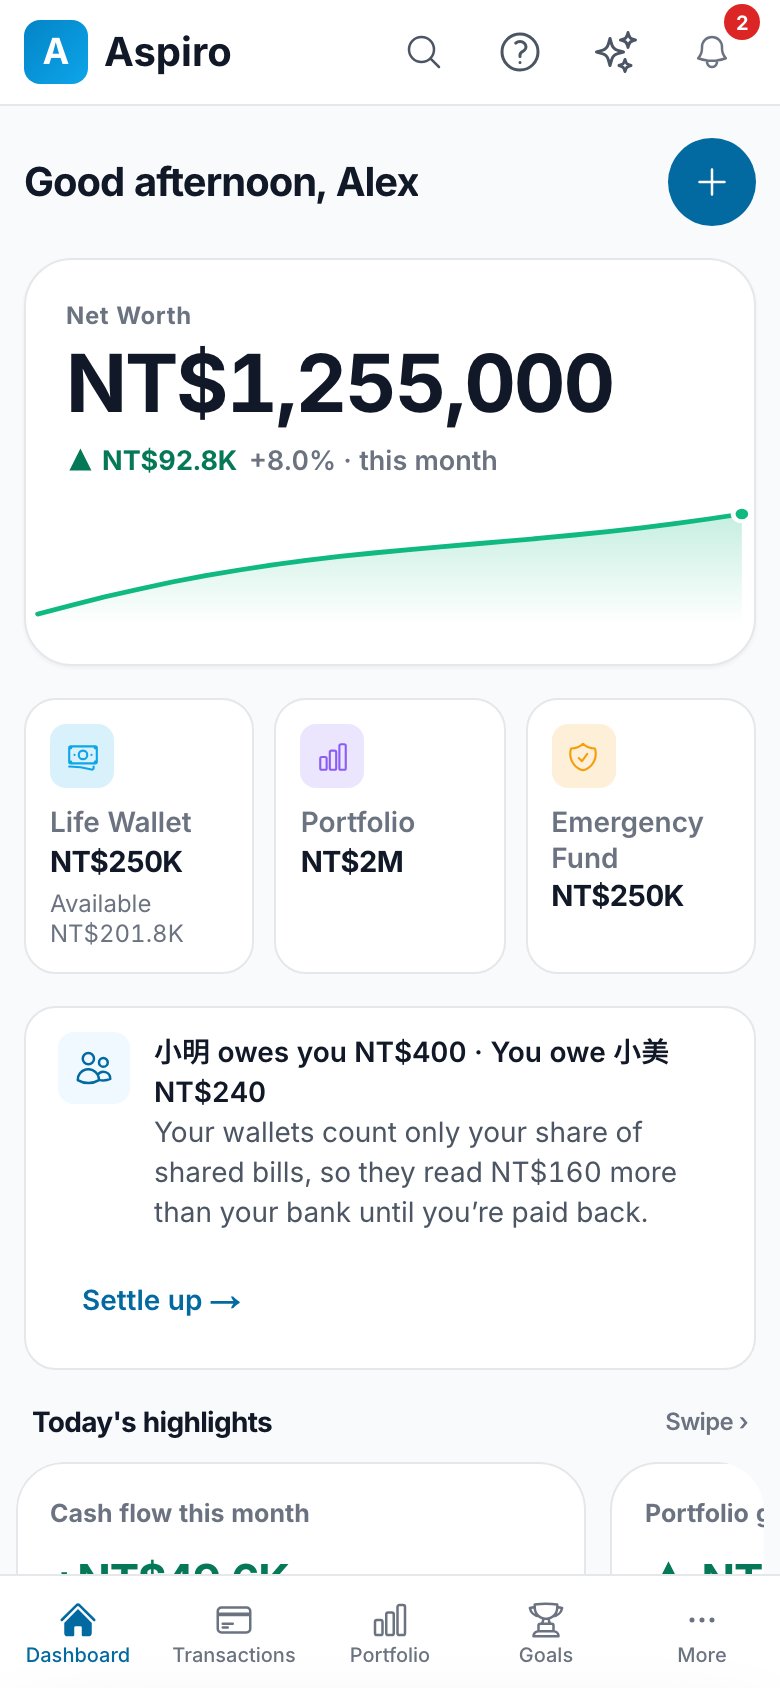 A Aspiro
2
Good afternoon, Alex
Net Worth
NT$1,255,000
▲ NT$92.8K +8.0% · this month
Life Wallet
NT$250K
Available
NT$201.8K
Portfolio
NT$2M
Emergency
Fund
NT$250K
小明 owes you NT$400 · You owe 小美
NT$240
Your wallets count only your share of
shared bills, so they read NT$160 more
than your bank until you’re paid back.
Settle up →
Today's highlights
Swipe ›
Cash flow this month
Portfolio
Dashboard
Transactions
Portfolio
Goals
More